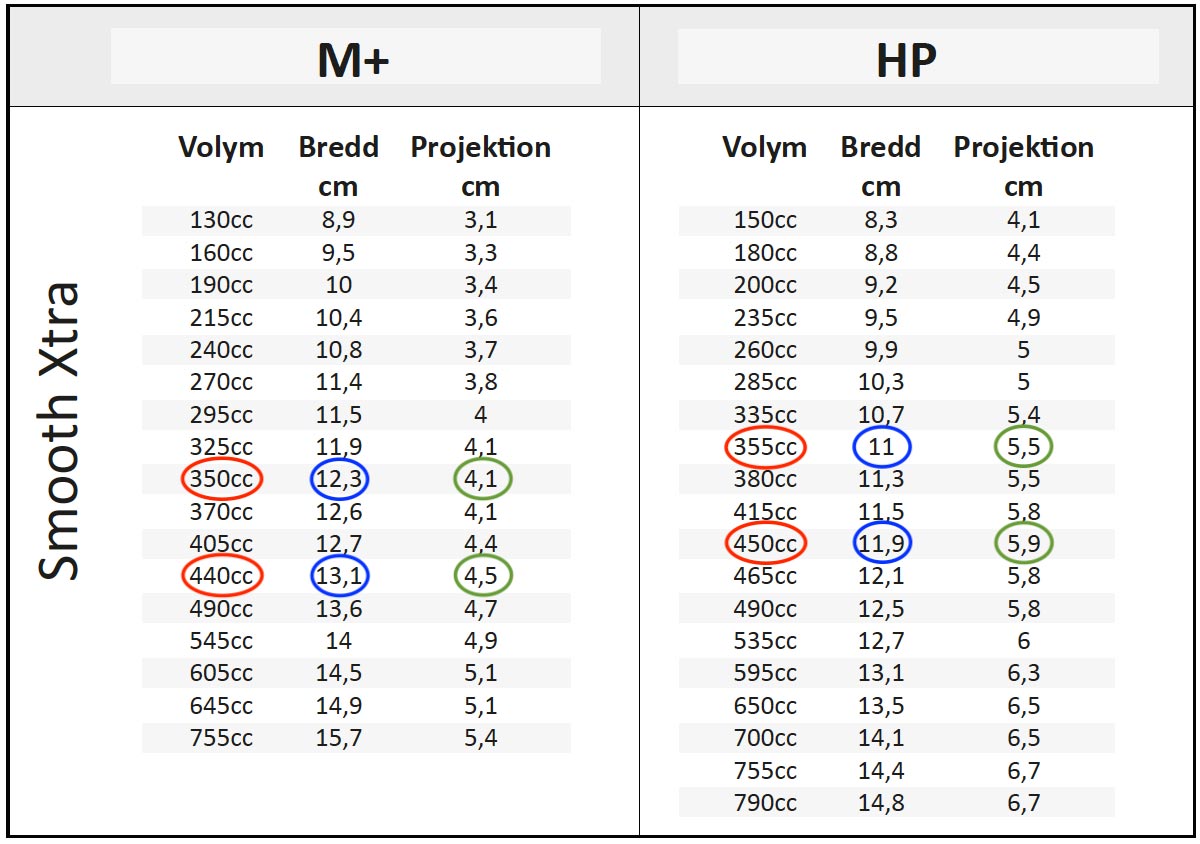 M+
Volym Bredd Projektion
cm cm
130cc 8,9 3,1
160cc 9,5 3,3
190cc 10 3,4
215cc 10,4 3,6
240cc 10,8 3,7
270cc 11,4 3,8
295cc 11,5 4
325cc 11,9 4,1
350cc 12,3 4,1
370cc 12,6 4,1
405cc 12,7 4,4
440cc 13,1 4,5
490cc 13,6 4,7
545cc 14 4,9
605cc 14,5 5,1
645cc 14,9 5,1
755cc 15,7 5,4
HP
Volym Bredd Projektion
cm cm
150cc 8,3 4,1
180cc 8,8 4,4
200cc 9,2 4,5
235cc 9,5 4,9
260cc 9,9 5
285cc 10,3 5
335cc 10,7 5,4
355cc 11 5,5
380cc 11,3 5,5
415cc 11,5 5,8
450cc 11,9 5,9
465cc 12,1 5,8
490cc 12,5 5,8
535cc 12,7 6
595cc 13,1 6,3
650cc 13,5 6,5
700cc 14,1 6,5
755cc 14,4 6,7
790cc 14,8 6,7
Smooth Xtra